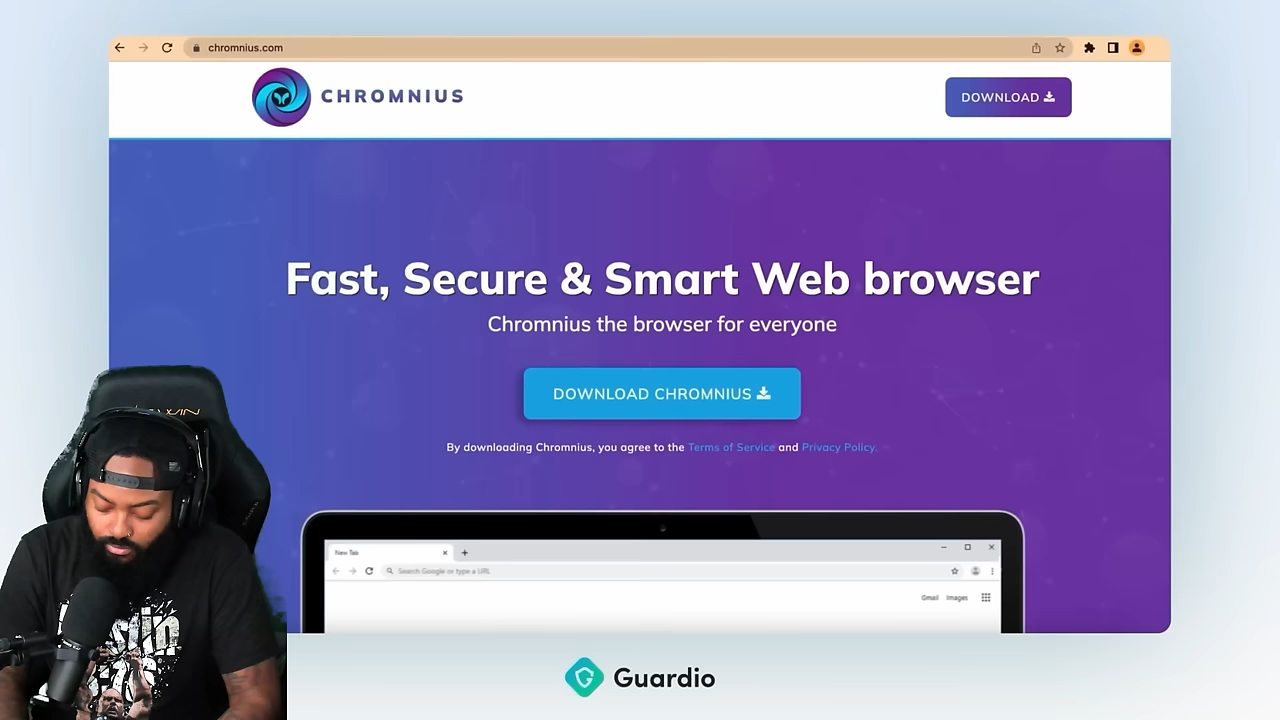 chromnius.com
CHROMNIUS
DOWNLOAD
Fast, Secure & Smart Web browser
Chromnius the browser for everyone
DOWNLOAD CHROMNIUS
By downloading Chromnius, you agree to the Terms of Service and Privacy Policy.
New Tab
Search Google or type a URL
Gmail Images
Guardio